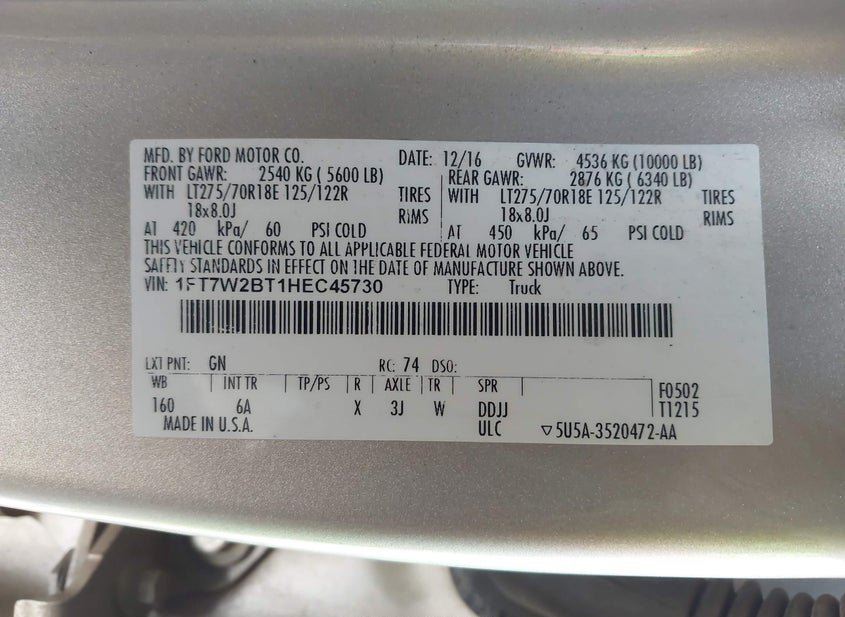 MFD. BY FORD MOTOR CO. DATE: 12/16 GVWR: 4536 KG (10000 LB)
FRONT GAWR: 2540 KG ( 5600 LB) REAR GAWR: 2876 KG ( 6340 LB)
WITH LT275/70R18E 125/122R TIRES WITH LT275/70R18E 125/122R TIRES
18x8.0J RIMS 18x8.0J RIMS
AT 420 kPa/ 60 PSI COLD AT 450 kPa/ 65 PSI COLD
THIS VEHICLE CONFORMS TO ALL APPLICABLE FEDERAL MOTOR VEHICLE
SAFETY STANDARDS IN EFFECT ON THE DATE OF MANUFACTURE SHOWN ABOVE.
VIN: 1FT7W2BT1HEC45730 TYPE: Truck
EXT PNT: GN RC: 74 DSO:
WB INT TR TP/PS R AXLE TR SPR F0502
160 6A X 3J W DDJJ T1215
MADE IN U.S.A. ULC ▽5U5A-3520472-AA